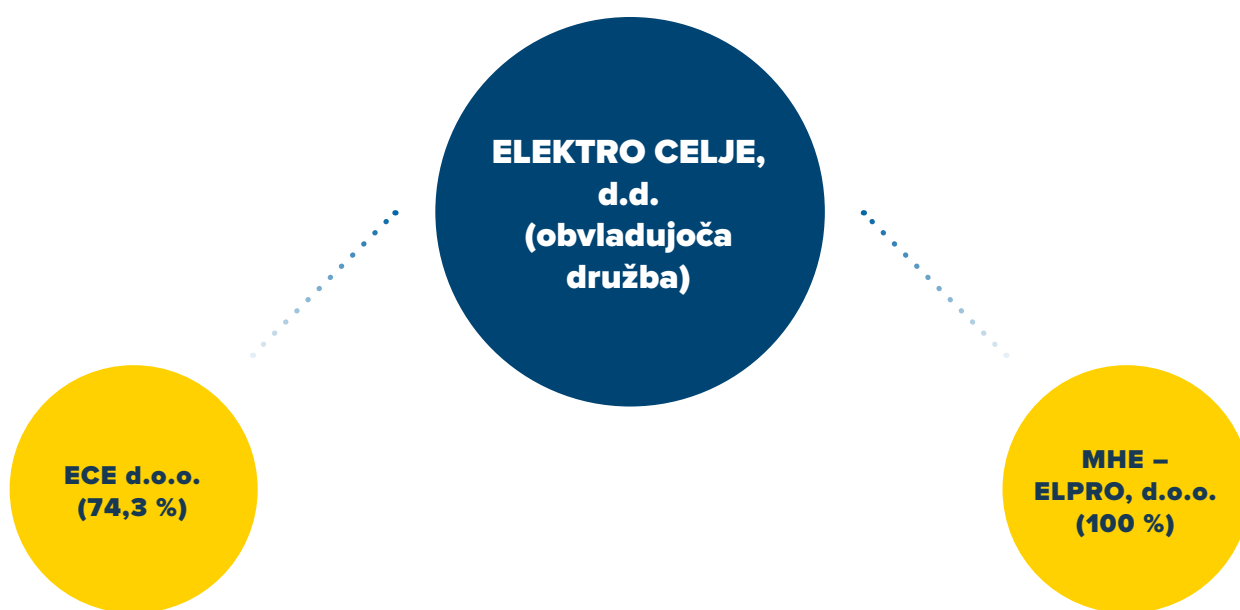 ELEKTRO CELJE,
d.d.
(obvladujoča
družba)
ECE d.o.o.
(74,3 %)
MHE –
ELPRO, d.o.o.
(100 %)